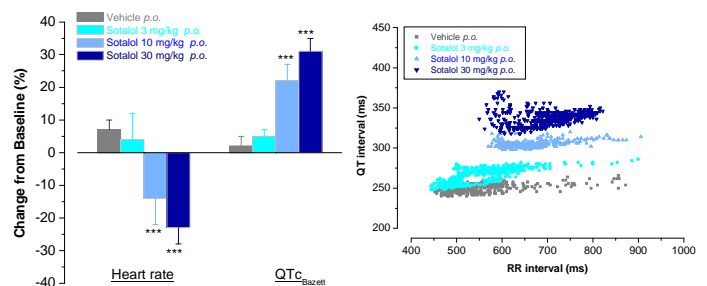 Vehicle p.o.
Sotalol 3 mg/kg p.o.
Sotalol 10 mg/kg p.o.
Sotalol 30 mg/kg p.o.
Change from Baseline (%)
40
30
20
10
0
-10
-20
-30
-40
***
***
***
***
Heart rate
QTcBazett
Vehicle p.o.
Sotalol 3 mg/kg p.o.
Sotalol 10 mg/kg p.o.
Sotalol 30 mg/kg p.o.
QT interval (ms)
450
400
350
300
250
200
400 500 600 700 800 900 1000
RR interval (ms)